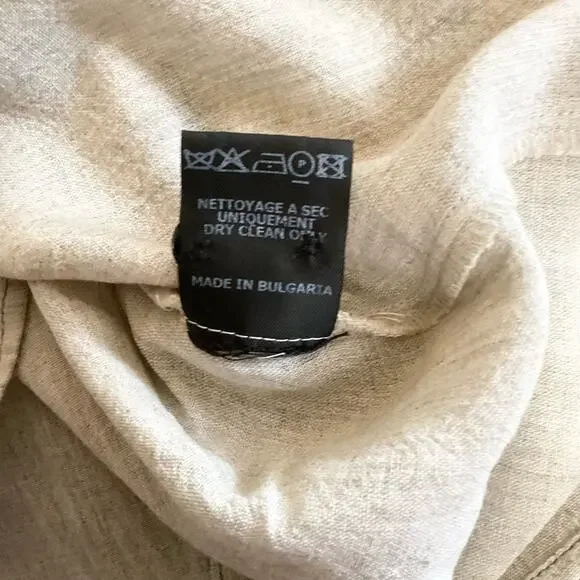 P
NETTOYAGE A SEC
UNIQUEMENT
DRY CLEAN ONLY
MADE IN BULGARIA